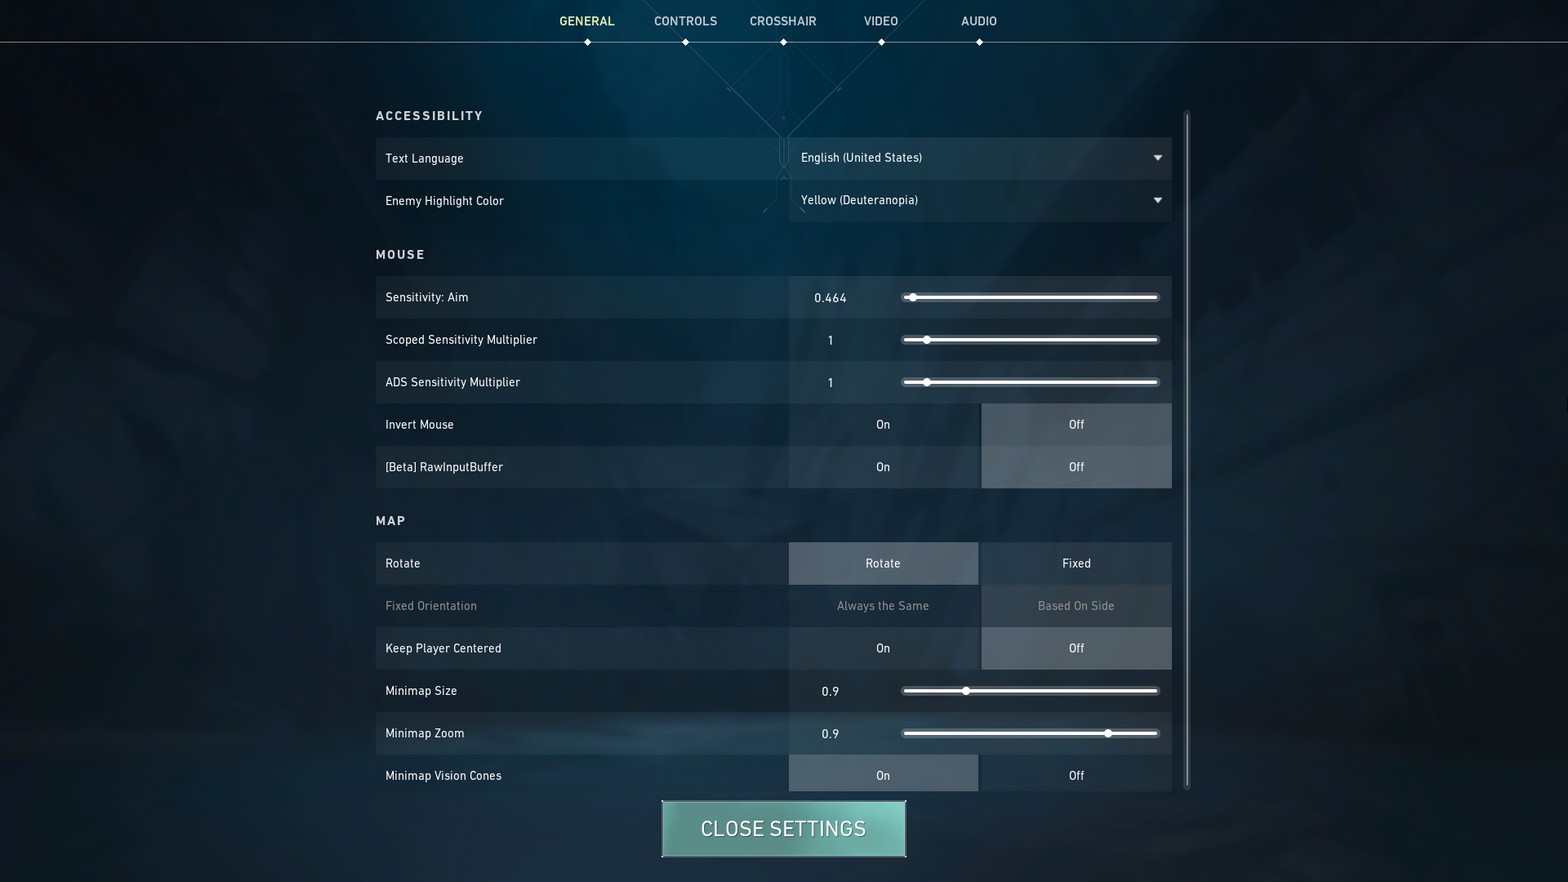 GENERAL CONTROLS CROSSHAIR VIDEO AUDIO
ACCESSIBILITY
Text Language English (United States)
Enemy Highlight Color Yellow (Deuteranopia)
MOUSE
Sensitivity: Aim 0.464
Scoped Sensitivity Multiplier 1
ADS Sensitivity Multiplier 1
Invert Mouse On Off
[Beta] RawInputBuffer On Off
MAP
Rotate Rotate Fixed
Fixed Orientation Always the Same Based On Side
Keep Player Centered On Off
Minimap Size 0.9
Minimap Zoom 0.9
Minimap Vision Cones On Off
CLOSE SETTINGS